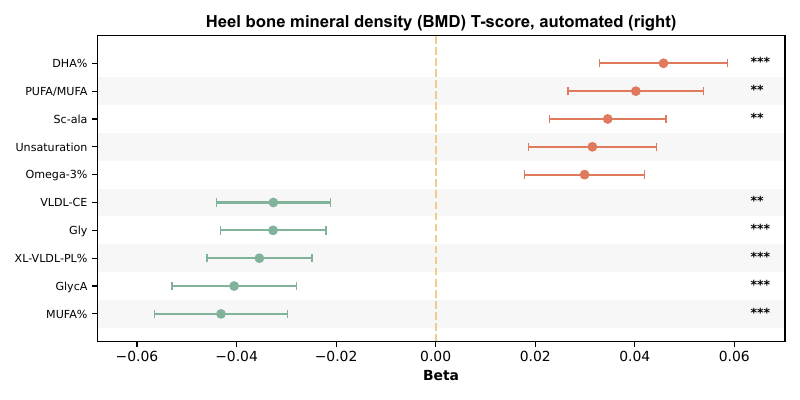 Heel bone mineral density (BMD) T-score, automated (right)
DHA% ***
PUFA/MUFA **
Sc-ala **
Unsaturation
Omega-3%
VLDL-CE **
Gly ***
XL-VLDL-PL% ***
GlycA ***
MUFA% ***
−0.06 −0.04 −0.02 0.00 0.02 0.04 0.06
Beta